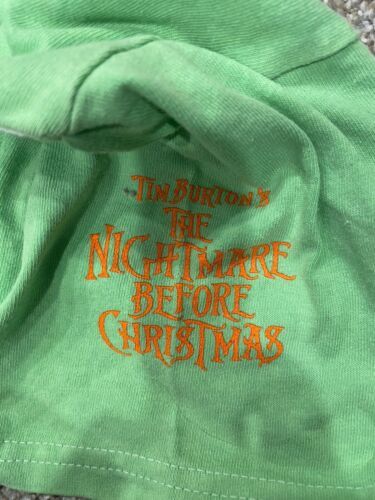 TIM BURTON'S
THE
NIGHTMARE
BEFORE
CHRISTMAS